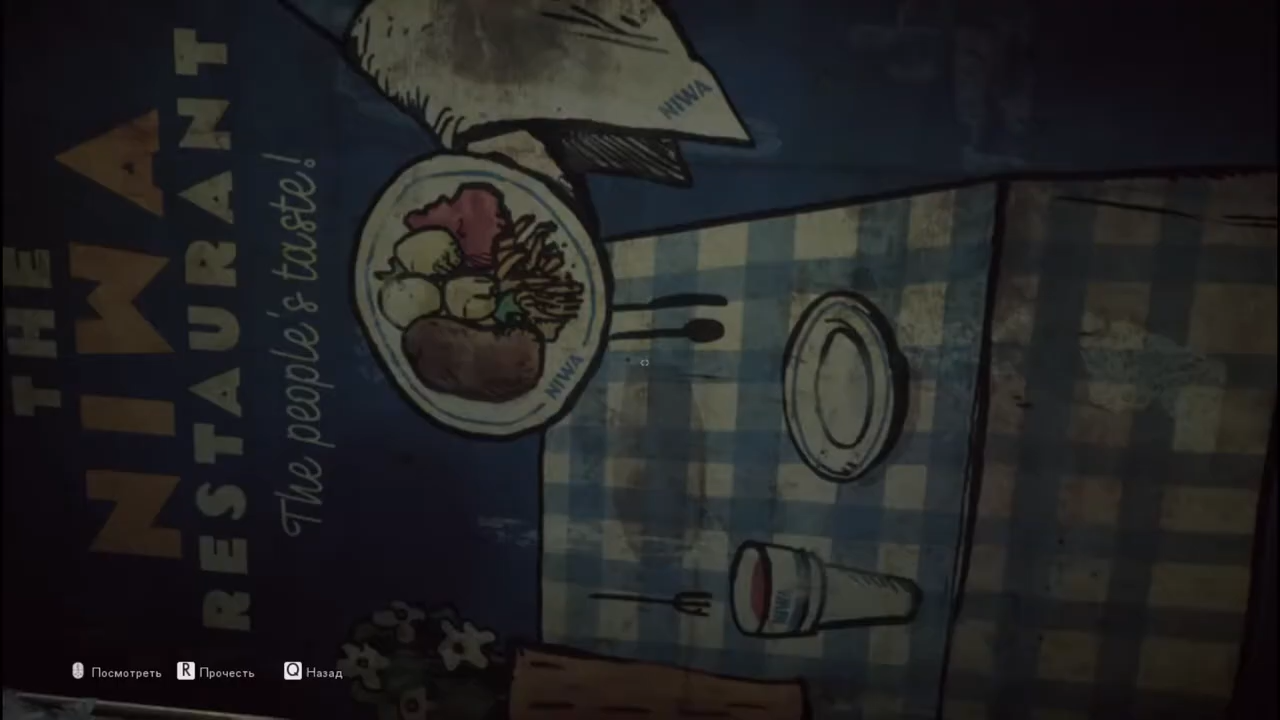 THE
NIWA
RESTAURANT
The people's taste!
NIWA
NIWA
NIWA
Посмотреть R Прочесть Q Назад